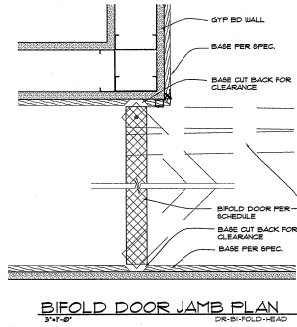 GYP BD WALL
BASE PER SPEC.
BASE CUT BACK FOR
CLEARANCE
BIFOLD DOOR PER
SCHEDULE
BASE CUT BACK FOR
CLEARANCE
BASE PER SPEC.
BIFOLD DOOR JAMB PLAN
3"=1'-0"
DR-BI-FOLD-HEAD